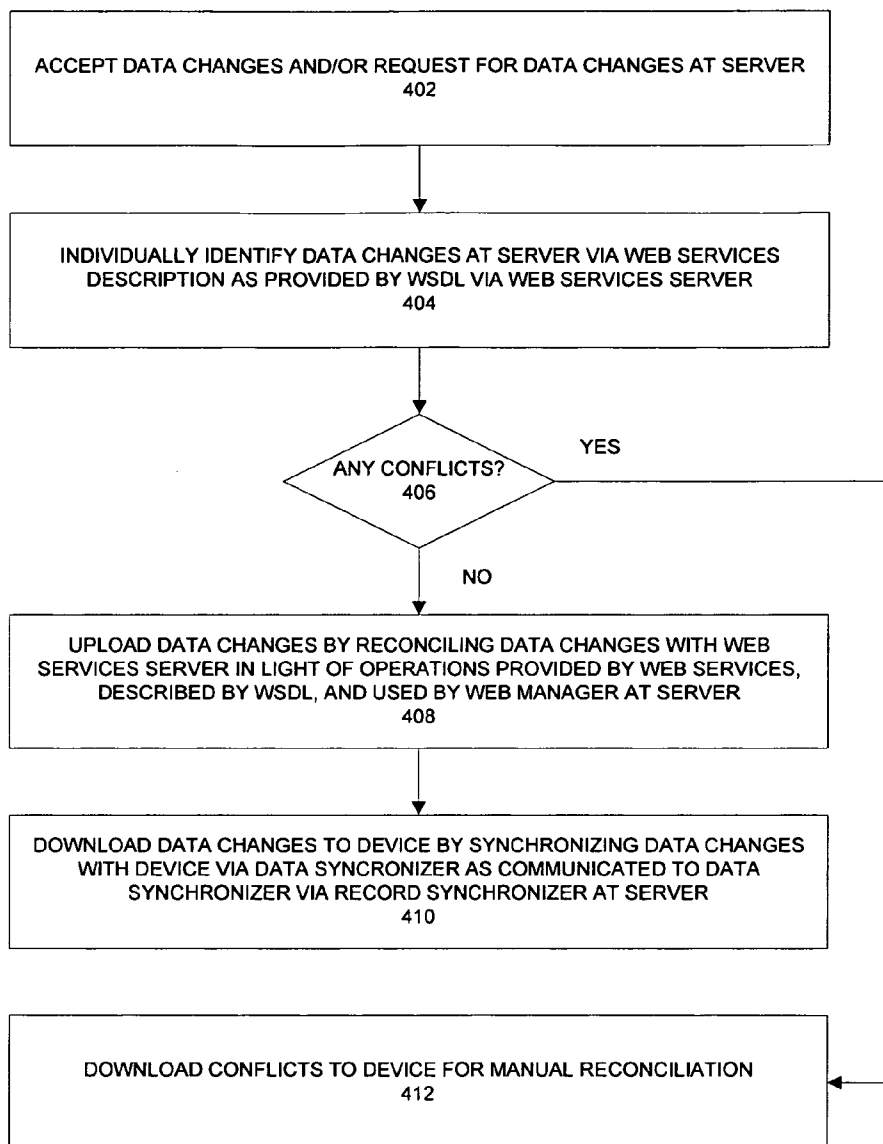 ACCEPT DATA CHANGES AND/OR REQUEST FOR DATA CHANGES AT SERVER
402
INDIVIDUALLY IDENTIFY DATA CHANGES AT SERVER VIA WEB SERVICES
DESCRIPTION AS PROVIDED BY WSDL VIA WEB SERVICES SERVER
404
ANY CONFLICTS?
406
YES
NO
UPLOAD DATA CHANGES BY RECONCILING DATA CHANGES WITH WEB
SERVICES SERVER IN LIGHT OF OPERATIONS PROVIDED BY WEB SERVICES,
DESCRIBED BY WSDL, AND USED BY WEB MANAGER AT SERVER
408
DOWNLOAD DATA CHANGES TO DEVICE BY SYNCHRONIZING DATA CHANGES
WITH DEVICE VIA DATA SYNCRONIZER AS COMMUNICATED TO DATA
SYNCHRONIZER VIA RECORD SYNCHRONIZER AT SERVER
410
DOWNLOAD CONFLICTS TO DEVICE FOR MANUAL RECONCILIATION
412